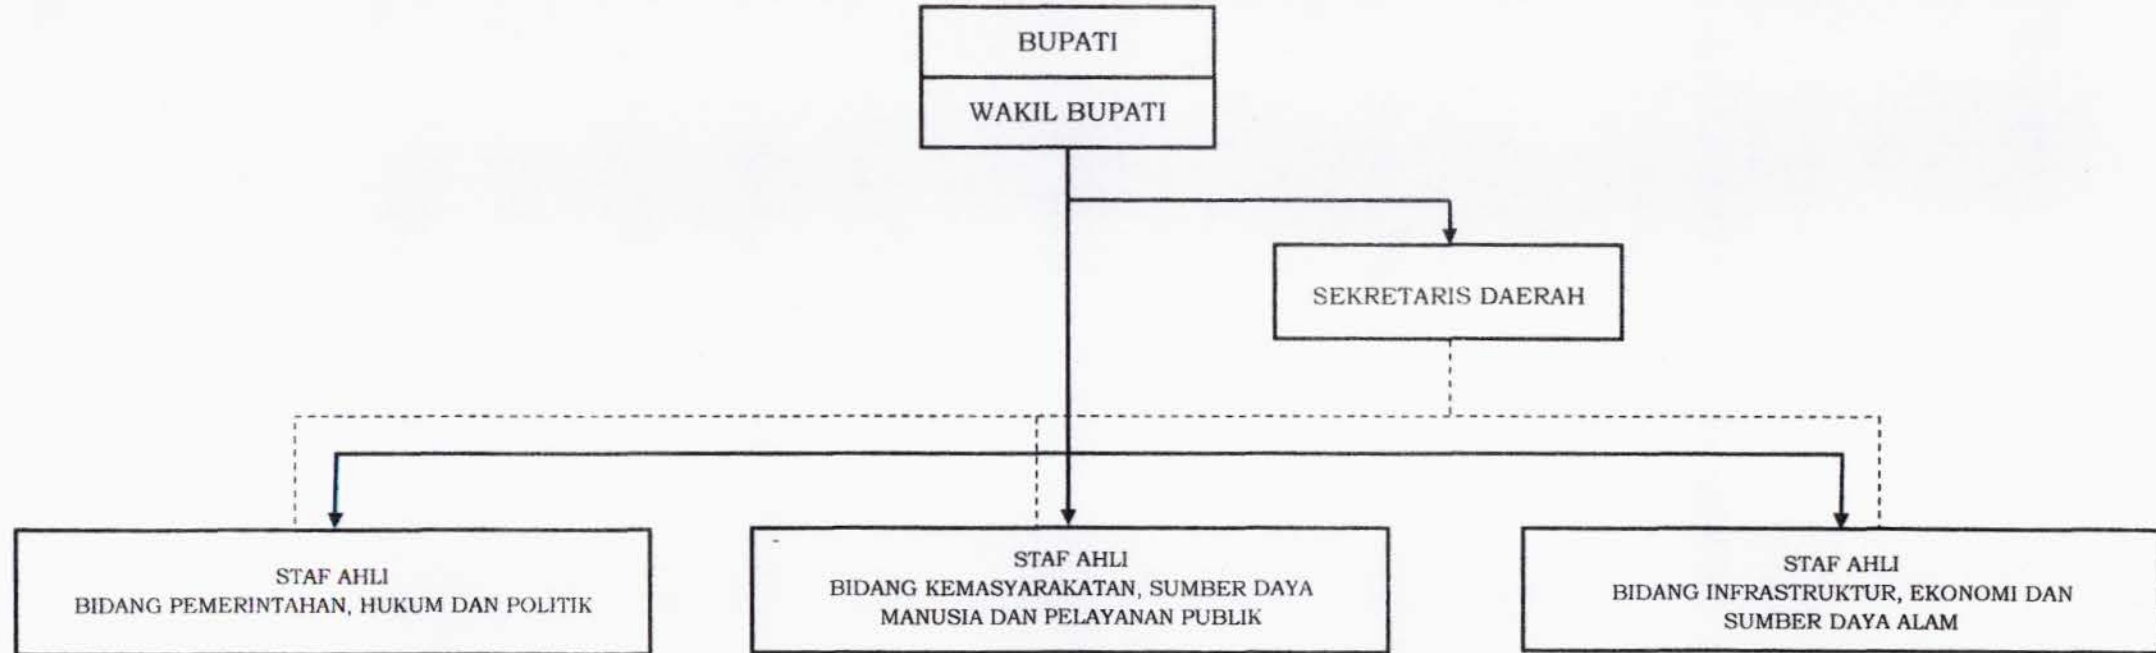 BUPATI
WAKIL BUPATI
SEKRETARIS DAERAH
STAF AHLI
BIDANG PEMERINTAHAN, HUKUM DAN POLITIK
STAF AHLI
BIDANG KEMASYARAKATAN, SUMBER DAYA
MANUSIA DAN PELAYANAN PUBLIK
STAF AHLI
BIDANG INFRASTRUKTUR, EKONOMI DAN
SUMBER DAYA ALAM